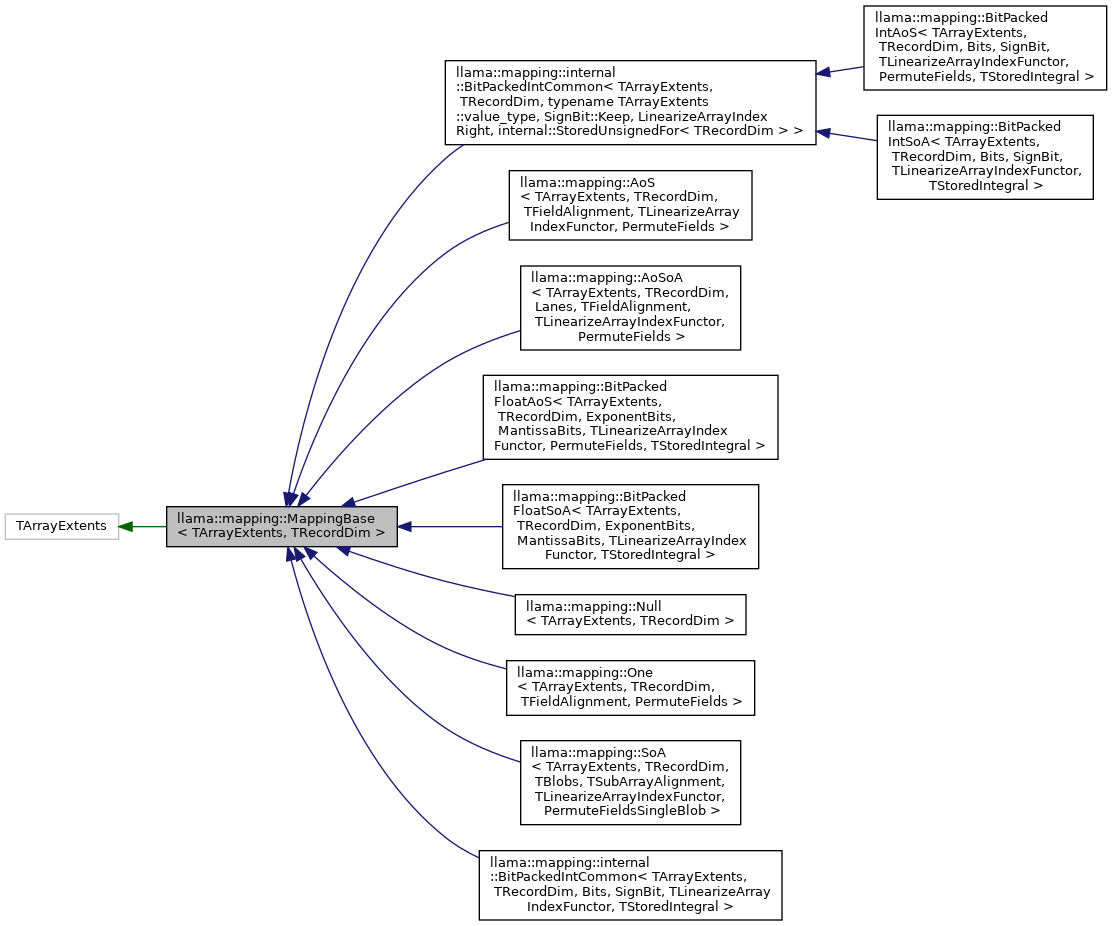 llama::mapping::BitPacked
IntAoS< TArrayExtents,
TRecordDim, Bits, SignBit,
TLinearizeArrayIndexFunctor,
PermuteFields, TStoredIntegral >
llama::mapping::internal
::BitPackedIntCommon< TArrayExtents,
TRecordDim, typename TArrayExtents
::value_type, SignBit::Keep, LinearizeArrayIndex
Right, internal::StoredUnsignedFor< TRecordDim > >
llama::mapping::BitPacked
IntSoA< TArrayExtents,
TRecordDim, Bits, SignBit,
TLinearizeArrayIndexFunctor,
TStoredIntegral >
llama::mapping::AoS
< TArrayExtents, TRecordDim,
TFieldAlignment, TLinearizeArray
IndexFunctor, PermuteFields >
llama::mapping::AoSoA
< TArrayExtents, TRecordDim,
Lanes, TFieldAlignment,
TLinearizeArrayIndexFunctor,
PermuteFields >
llama::mapping::BitPacked
FloatAoS< TArrayExtents,
TRecordDim, ExponentBits,
MantissaBits, TLinearizeArrayIndex
Functor, PermuteFields, TStoredIntegral >
TArrayExtents
llama::mapping::MappingBase
< TArrayExtents, TRecordDim >
llama::mapping::BitPacked
FloatSoA< TArrayExtents,
TRecordDim, ExponentBits,
MantissaBits, TLinearizeArrayIndex
Functor, TStoredIntegral >
llama::mapping::Null
< TArrayExtents, TRecordDim >
llama::mapping::One
< TArrayExtents, TRecordDim,
TFieldAlignment, PermuteFields >
llama::mapping::SoA
< TArrayExtents, TRecordDim,
TBlobs, TSubArrayAlignment,
TLinearizeArrayIndexFunctor,
PermuteFieldsSingleBlob >
llama::mapping::internal
::BitPackedIntCommon< TArrayExtents,
TRecordDim, Bits, SignBit, TLinearizeArray
IndexFunctor, TStoredIntegral >